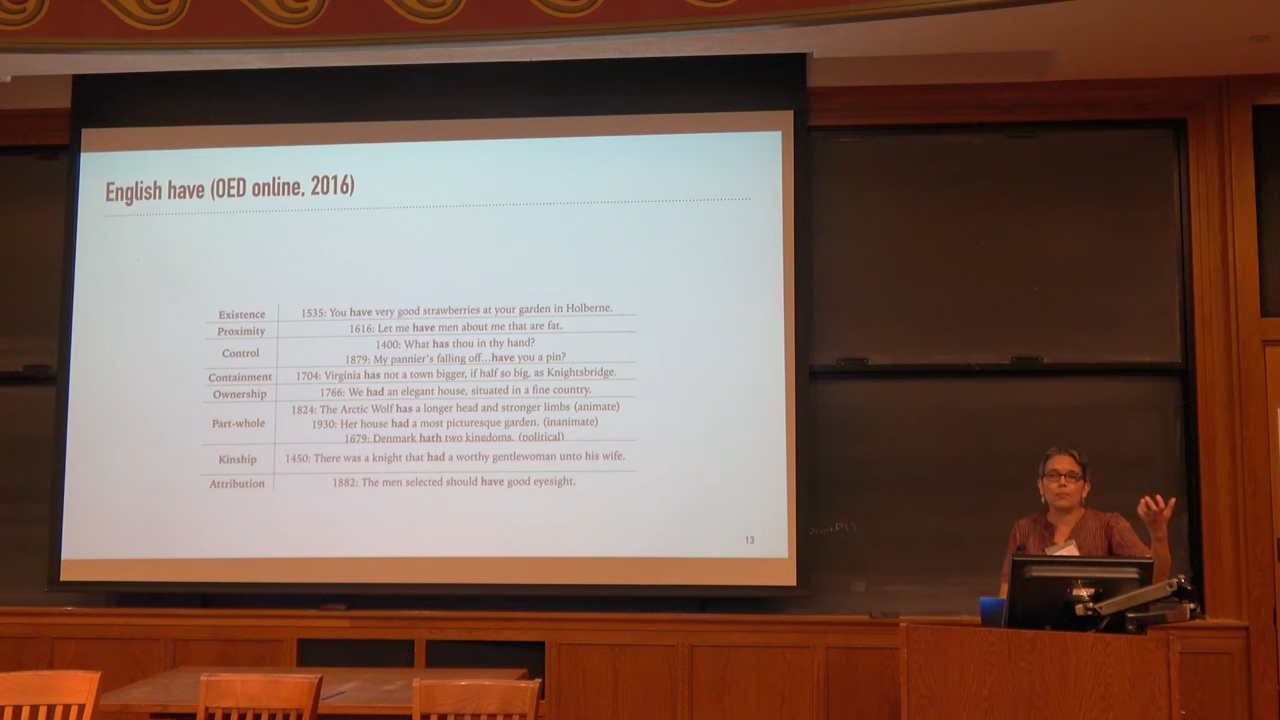 English have (OED online, 2016)
Existence 1535: You have very good strawberries at your garden in Holberne.
Proximity 1616: Let me have men about me that are fat.
Control 1400: What has thou in thy hand?
1879: My pannier's falling off...have you a pin?
Containment 1704: Virginia has not a town bigger, if half so big, as Knightsbridge.
Ownership 1766: We had an elegant house, situated in a fine country.
Part-whole 1824: The Arctic Wolf has a longer head and stronger limbs (animate)
1930: Her house had a most picturesque garden. (inanimate)
1679: Denmark hath two kingdoms. (political)
Kinship 1450: There was a knight that had a worthy gentlewoman unto his wife.
Attribution 1882: The men selected should have good eyesight.
13